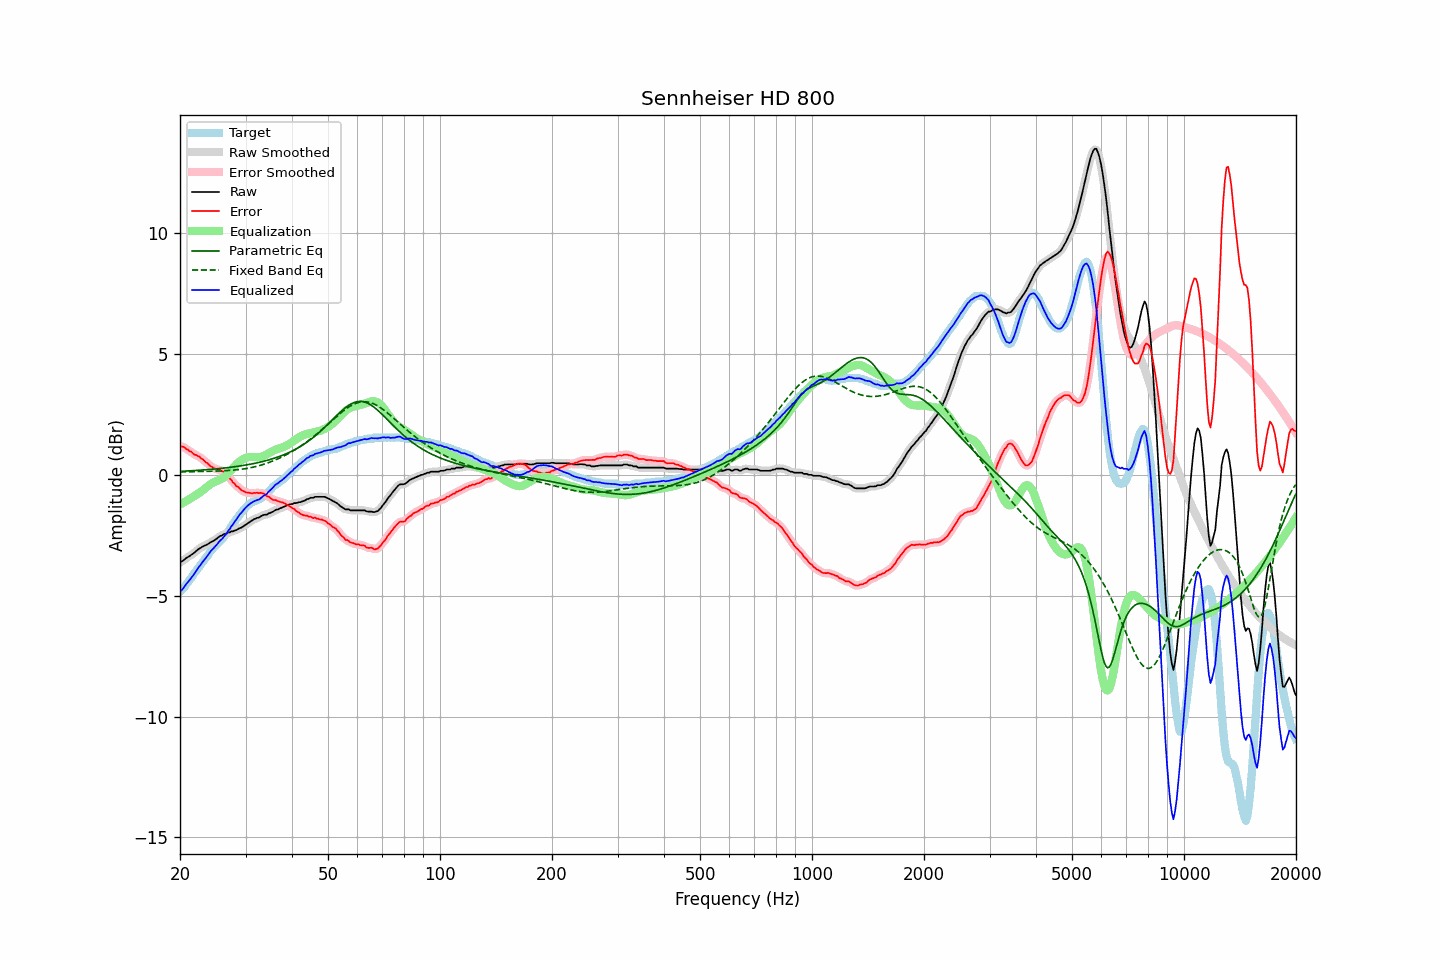 Sennheiser HD 800
Target
Raw Smoothed
Error Smoothed
Raw
Error
Equalization
Parametric Eq
Fixed Band Eq
Equalized
Amplitude (dBr)
10
5
0
−5
−10
−15
20
50
100
200
500
1000
2000
5000
10000
20000
Frequency (Hz)